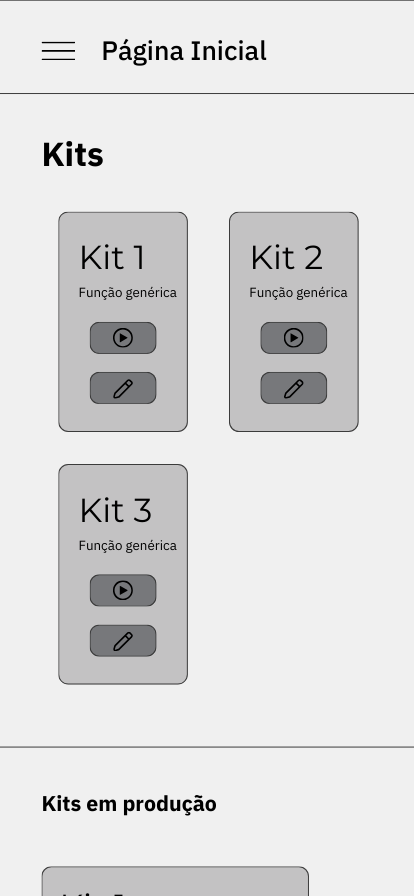 Página Inicial
Kits
Kit 1
Função genérica
Kit 2
Função genérica
Kit 3
Função genérica
Kits em produção